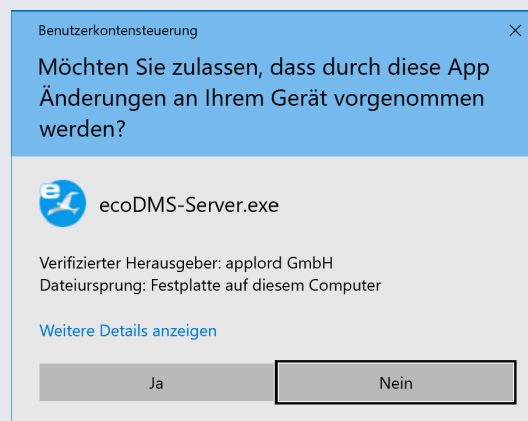 Benutzerkontensteuerung
Möchten Sie zulassen, dass durch diese App
Änderungen an Ihrem Gerät vorgenommen
werden?
e
ecoDMS-Server.exe
Verifizierter Herausgeber: applord GmbH
Dateiursprung: Festplatte auf diesem Computer
Weitere Details anzeigen
Ja
Nein